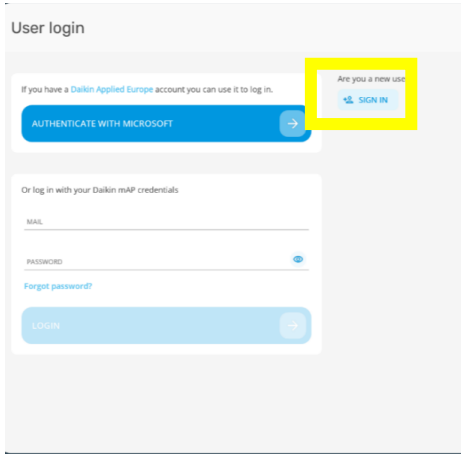 User login
If you have a Daikin Applied Europe account you can use it to log in.
AUTHENTICATE WITH MICROSOFT
Are you a new use
SIGN IN
Or log in with your Daikin mAP credentials
MAIL
PASSWORD
Forgot password?
LOGIN